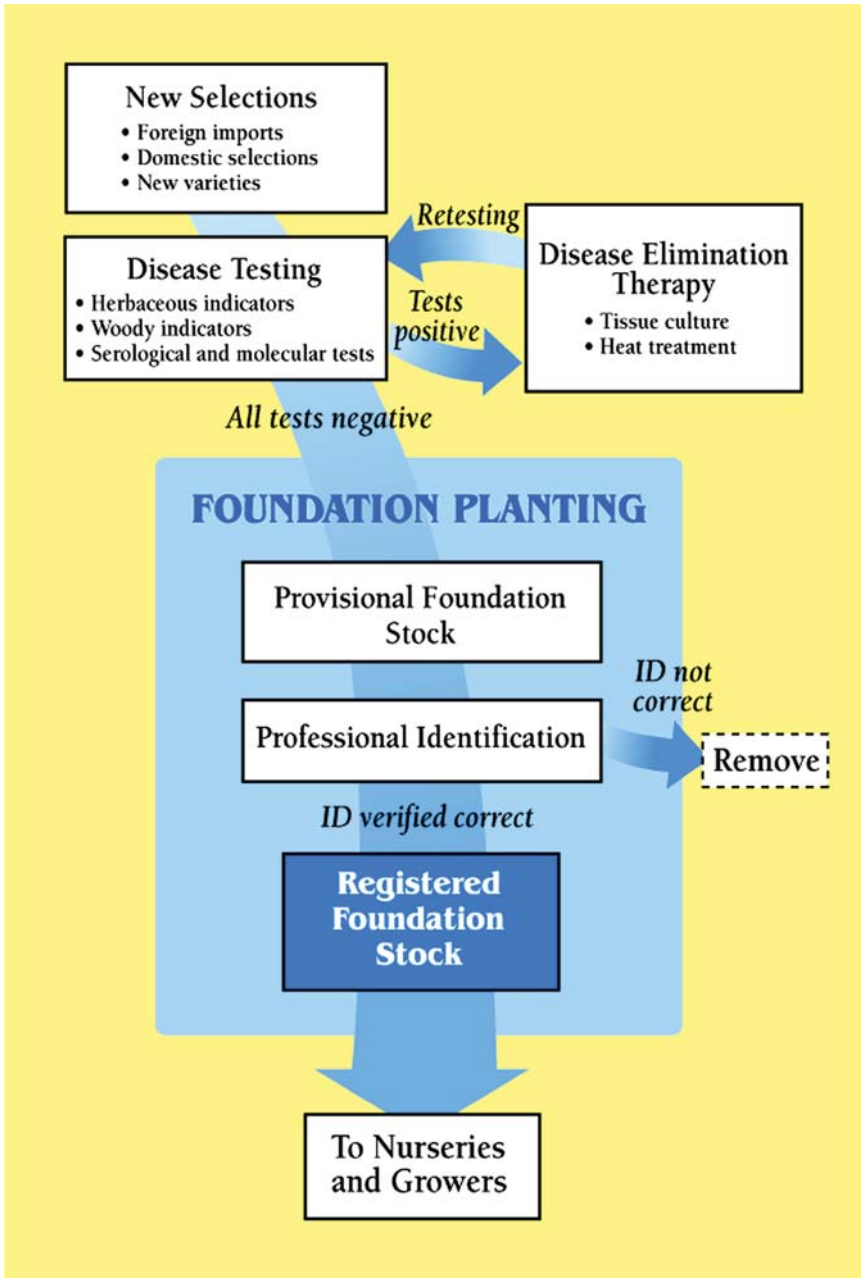 New Selections
• Foreign imports
• Domestic selections
• New varieties
Retesting
Disease Testing
• Herbaceous indicators
• Woody indicators
• Serological and molecular tests
Tests
positive
Disease Elimination
Therapy
• Tissue culture
• Heat treatment
All tests negative
FOUNDATION PLANTING
Provisional Foundation
Stock
Professional Identification
ID not
correct
Remove
ID verified correct
Registered
Foundation
Stock
To Nurseries
and Growers